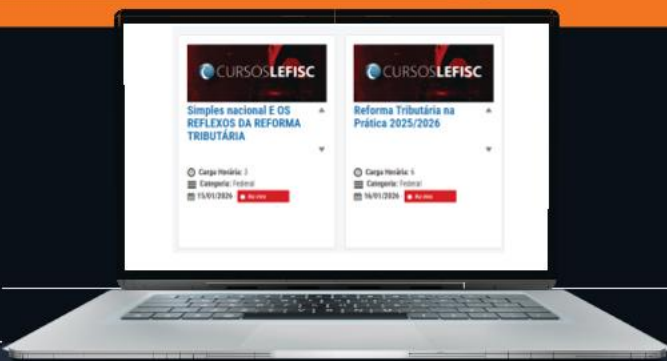 CURSOSLEFISC
Simples nacional E OS
REFLEXOS DA REFORMA
TRIBUTÁRIA
Carga Horária: 3
Categoria: Federal
15/01/2026 Ao vivo
CURSOSLEFISC
Reforma Tributária na
Prática 2025/2026
Carga Horária: 6
Categoria: Federal
16/01/2026 Ao vivo